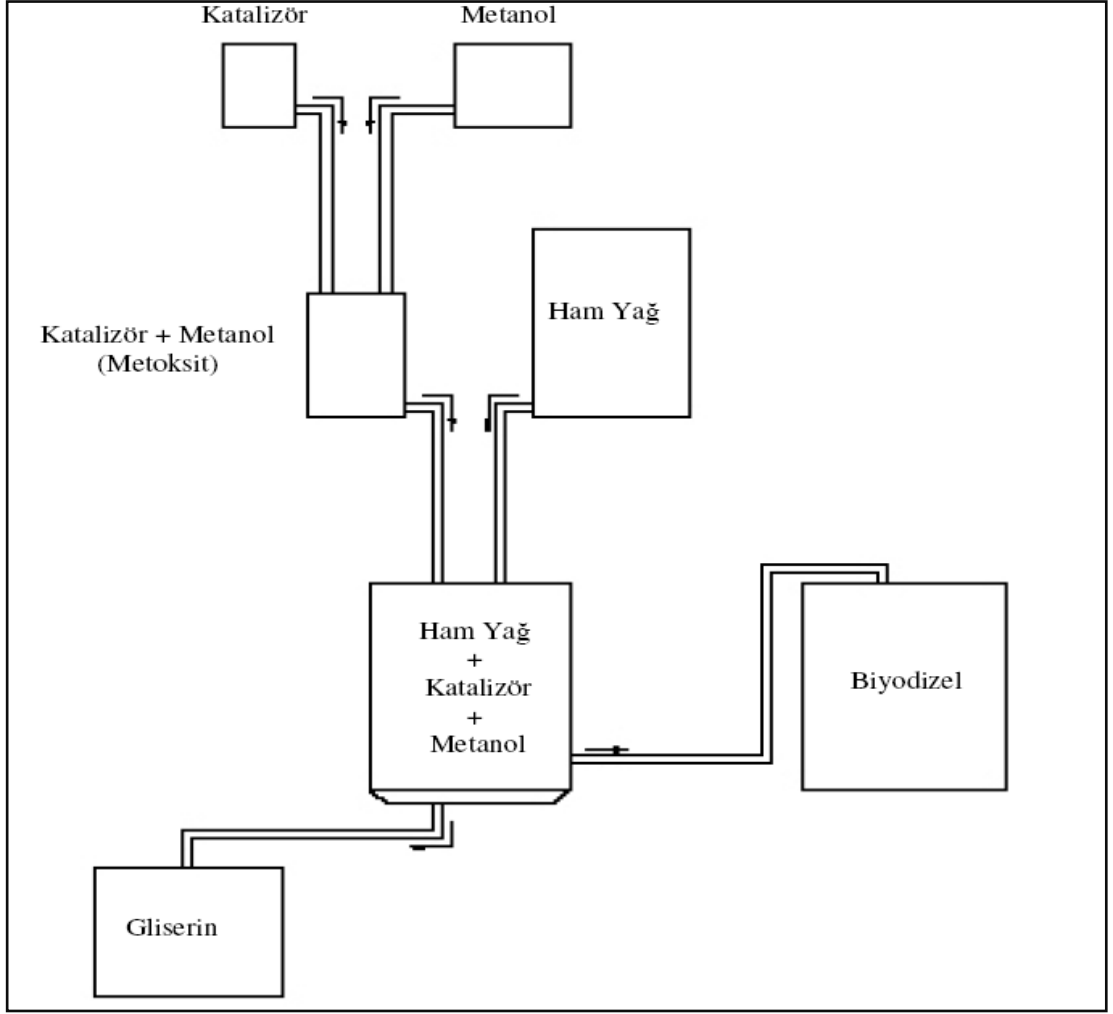 Katalizör
Metanol
Ham Yağ
Katalizör + Metanol
(Metoksit)
Ham Yağ
+
Katalizör
+
Metanol
Biyodizel
Gliserin